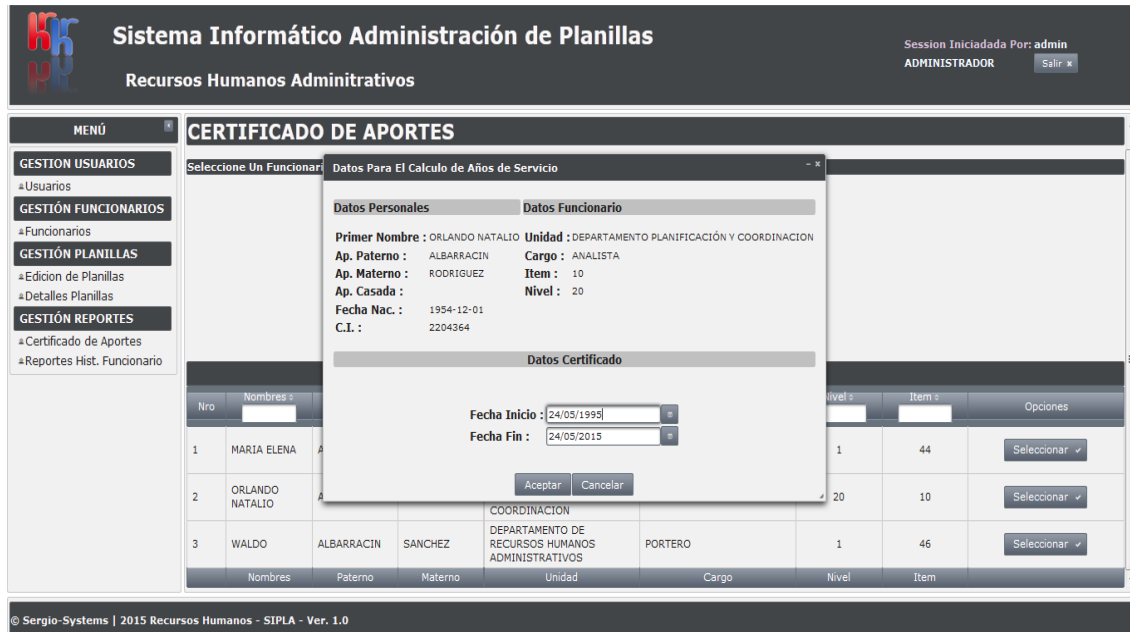 Sistema Informático Administración de Planillas
Recursos Humanos Adminitrativos
Session Iniciadada Por: admin
ADMINISTRADOR
Salir x
MENÚ
GESTION USUARIOS
Usuarios
GESTIÓN FUNCIONARIOS
Funcionarios
GESTIÓN PLANILLAS
Edicion de Planillas
Detalles Planillas
GESTIÓN REPORTES
Certificado de Aportes
Reportes Hist. Funcionario
CERTIFICADO DE APORTES
Seleccione Un Funcionari
Datos Para El Calculo de Años de Servicio
Datos Personales Datos Funcionario
Primer Nombre : ORLANDO NATALIO Unidad : DEPARTAMENTO PLANIFICACIÓN Y COORDINACION
Ap. Paterno : ALBARRACIN Cargo : ANALISTA
Ap. Materno : RODRIGUEZ Item : 10
Ap. Casada : Nivel : 20
Fecha Nac. : 1954-12-01
C.I. : 2204364
Datos Certificado
Fecha Inicio : 24/05/1995
Fecha Fin : 24/05/2015
Aceptar Cancelar
Nro Nombres Nivel Item Opciones
1 MARIA ELENA A 1 44 Seleccionar
2 ORLANDO NATALIO A COORDINACION 20 10 Seleccionar
3 WALDO ALBARRACIN SANCHEZ DEPARTAMENTO DE RECURSOS HUMANOS ADMINISTRATIVOS PORTERO 1 46 Seleccionar
Nombres Paterno Materno Unidad Cargo Nivel Item
© Sergio-Systems | 2015 Recursos Humanos - SIPLA - Ver. 1.0